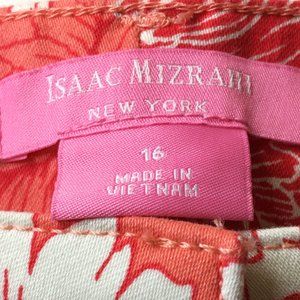 ISAAC MIZRAHI
NEW YORK
16
MADE IN
VIETNAM